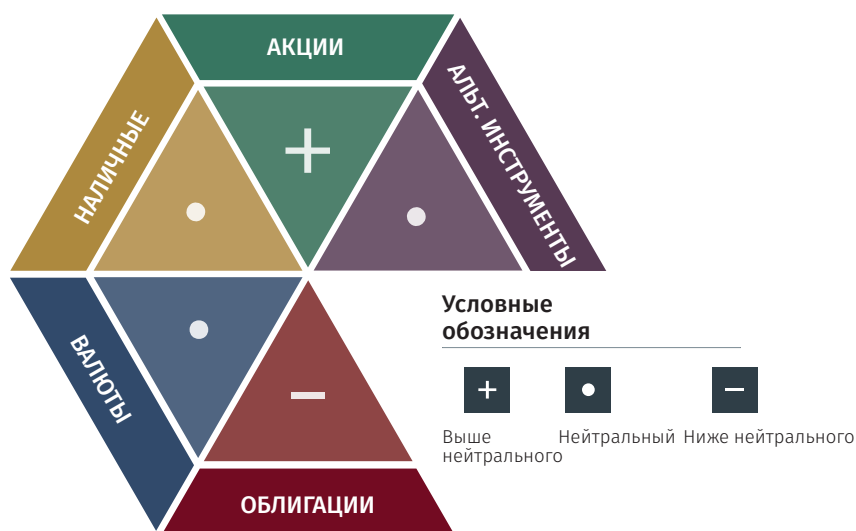 АКЦИИ
АЛЬТ. ИНСТРУМЕНТЫ
НАЛИЧНЫЕ
ВАЛЮТЫ
ОБЛИГАЦИИ
Условные
обозначения
Выше
нейтрального
Нейтральный
Ниже нейтрального